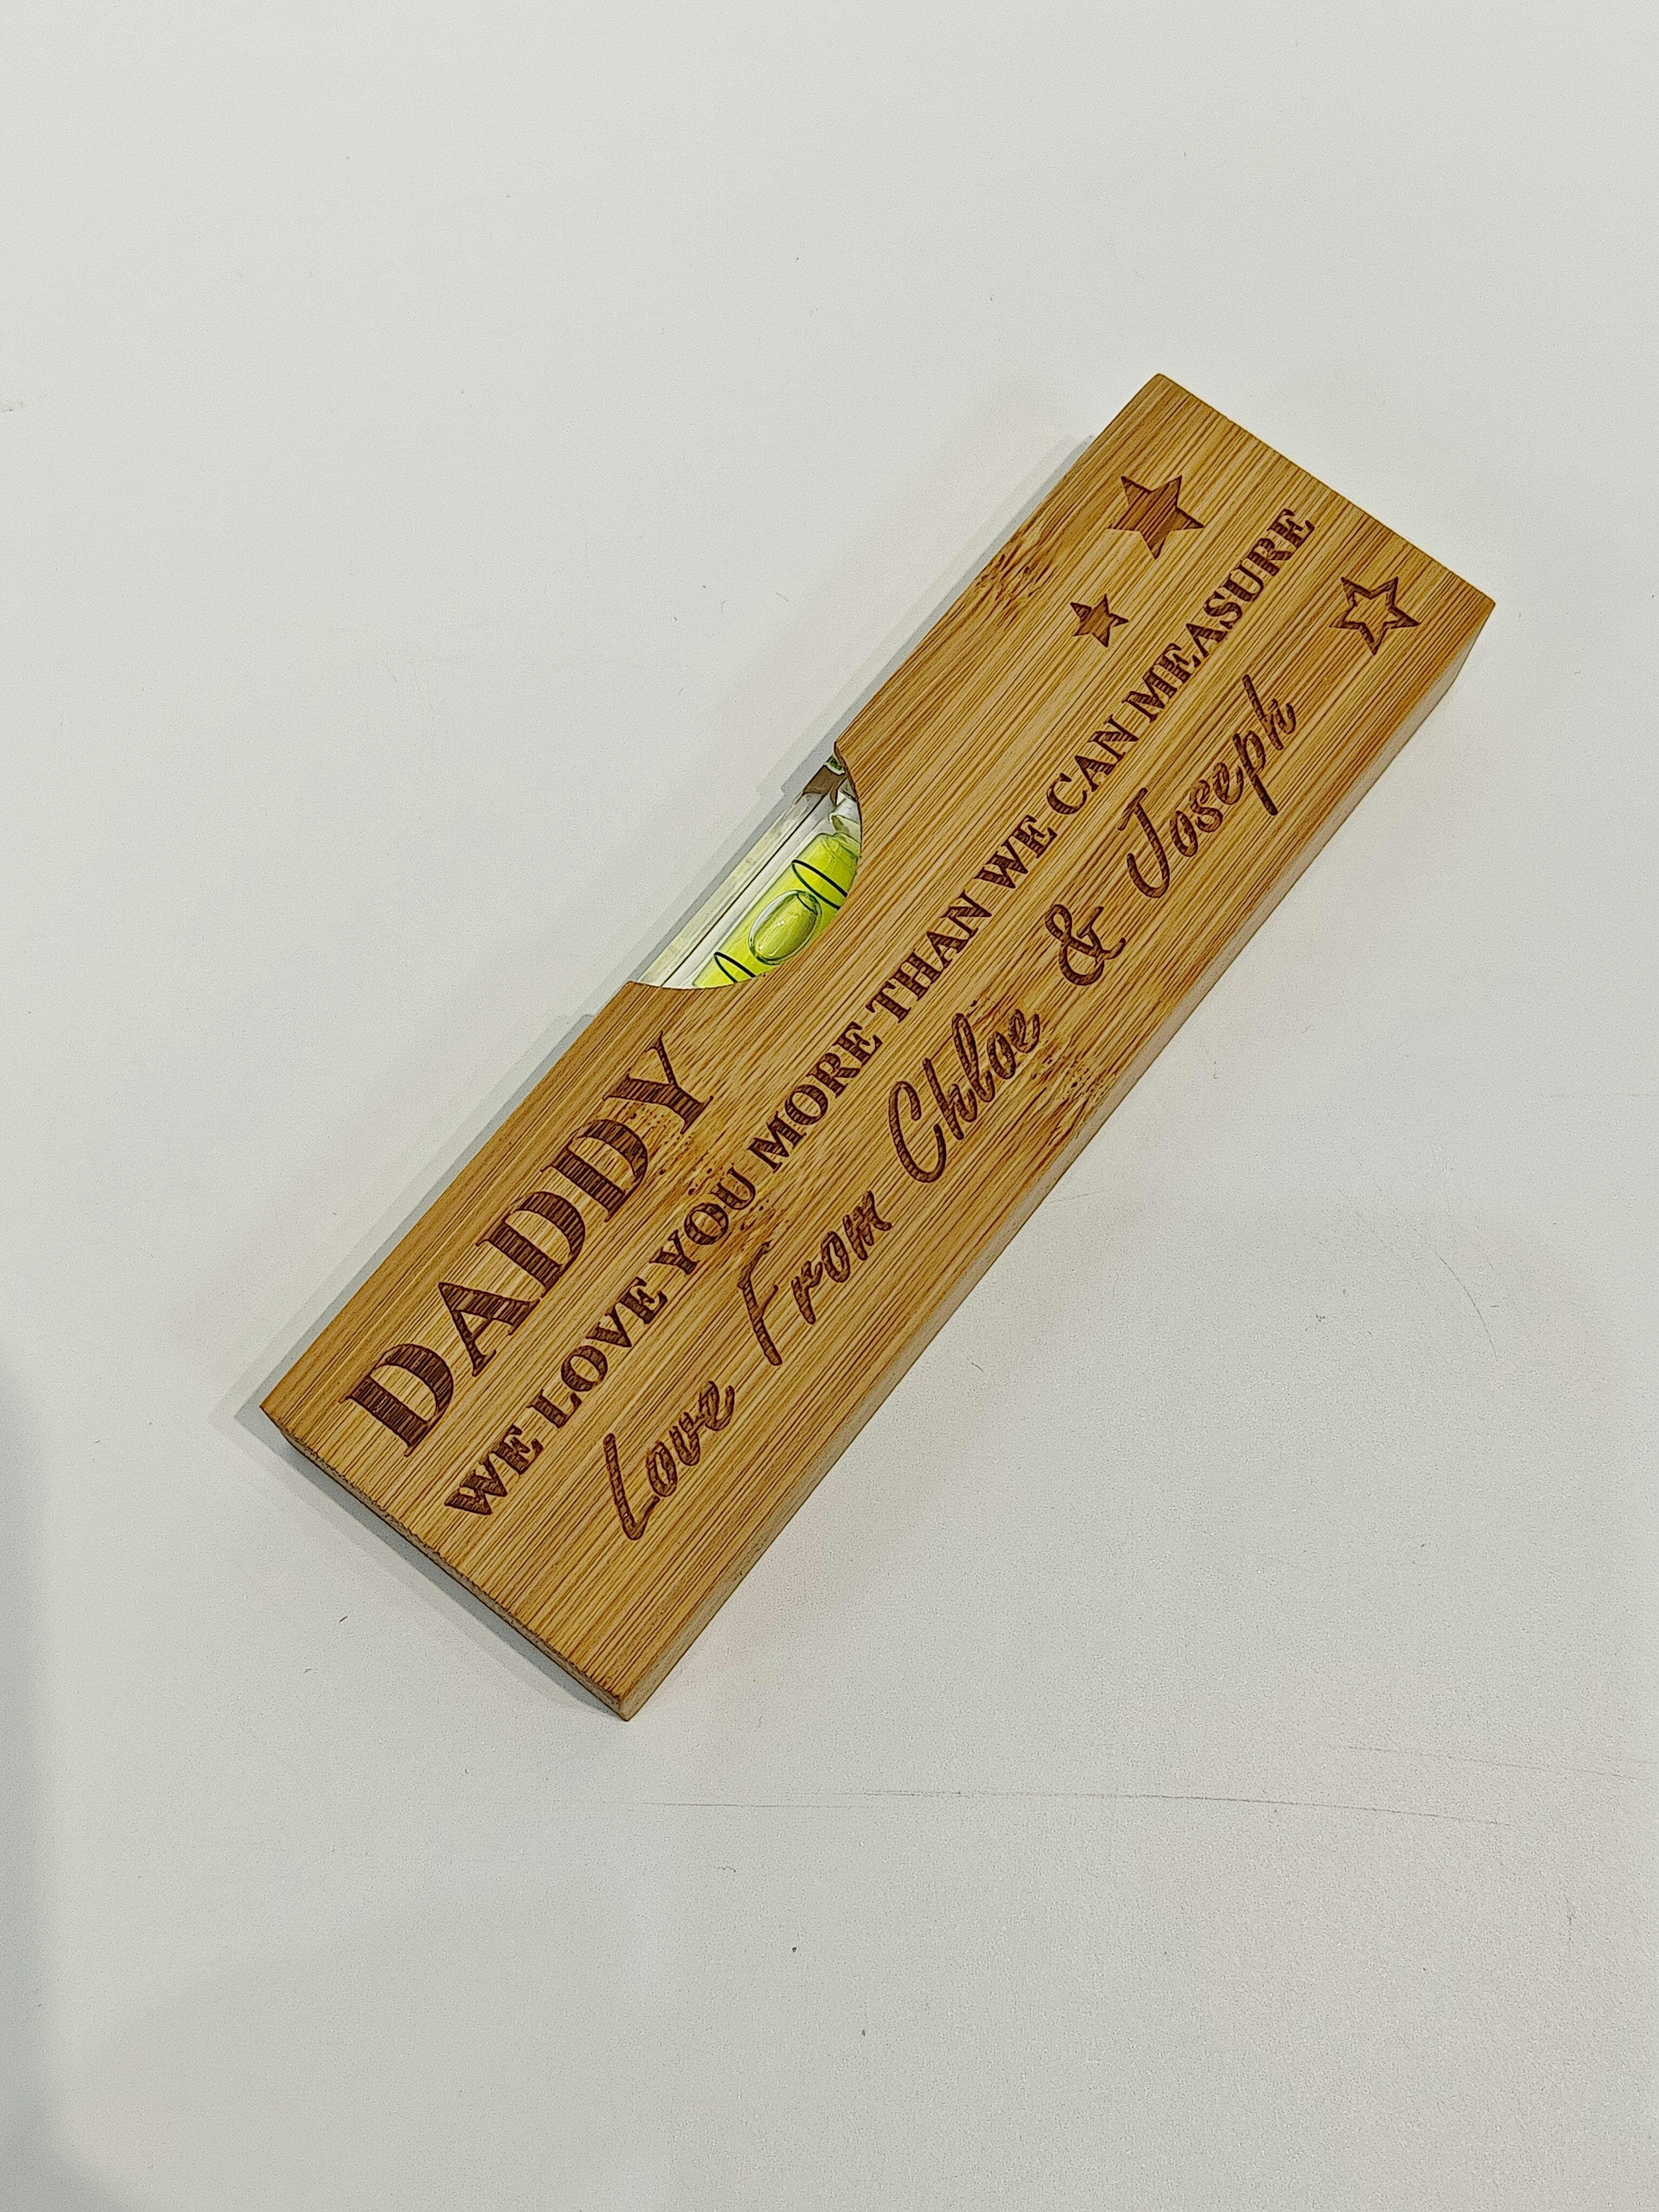 DADDY
WE LOVE YOU MORE THAN WE CAN MEASURE
Love From Chloe & Joseph